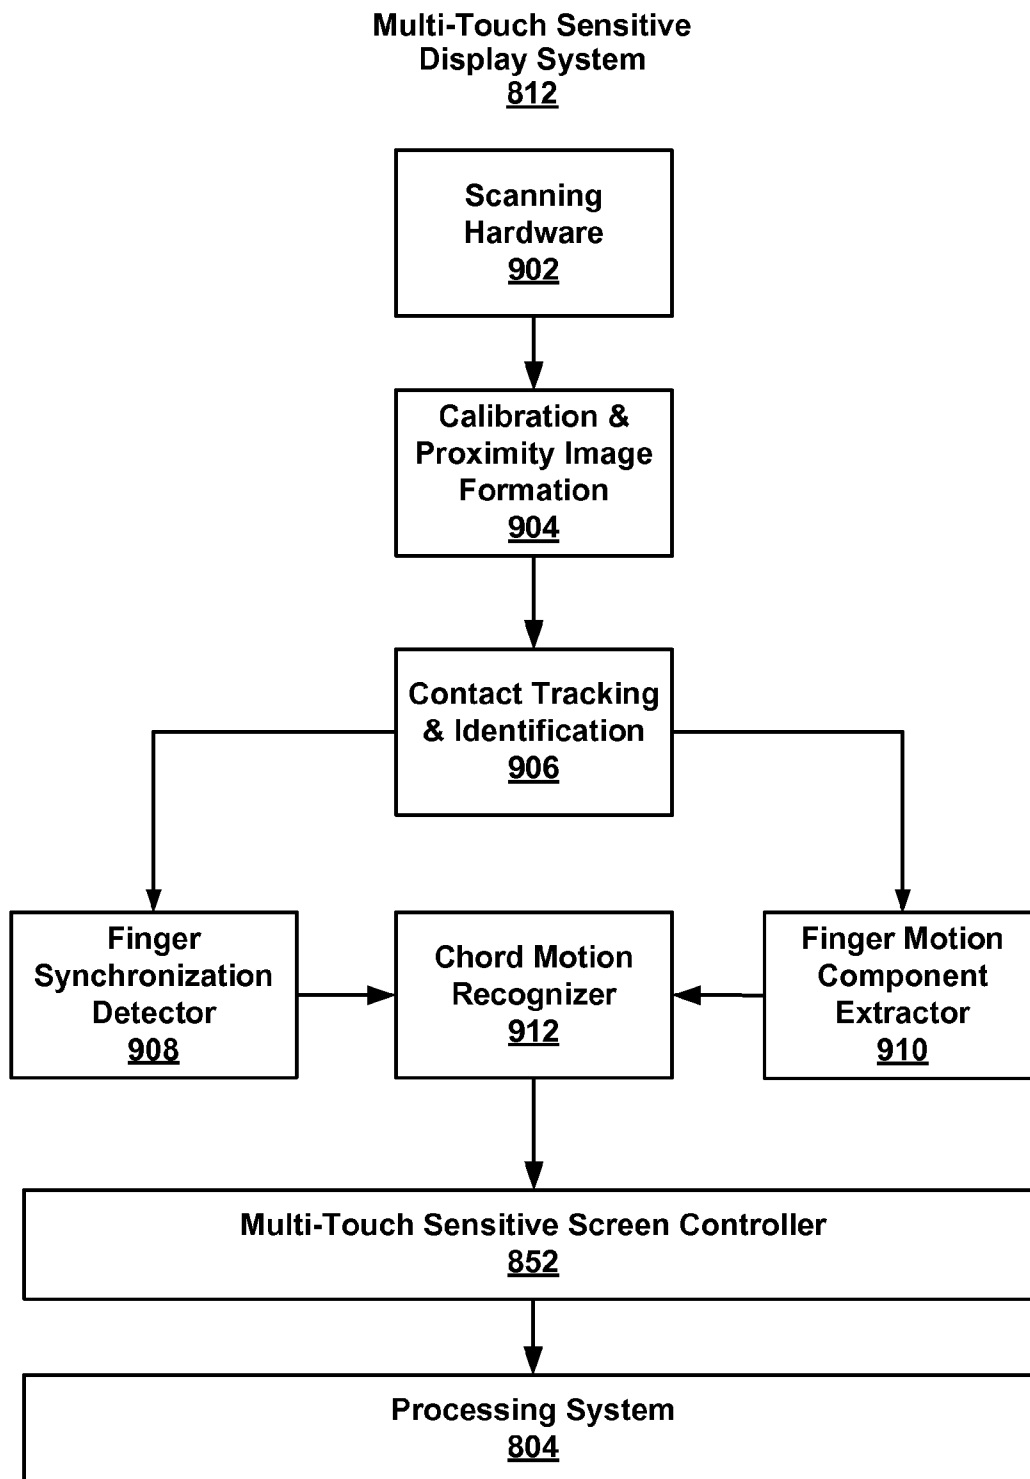 Multi-Touch Sensitive
Display System
812
Scanning
Hardware
902
Calibration &
Proximity Image
Formation
904
Contact Tracking
& Identification
906
Finger
Synchronization
Detector
908
Chord Motion
Recognizer
912
Finger Motion
Component
Extractor
910
Multi-Touch Sensitive Screen Controller
852
Processing System
804